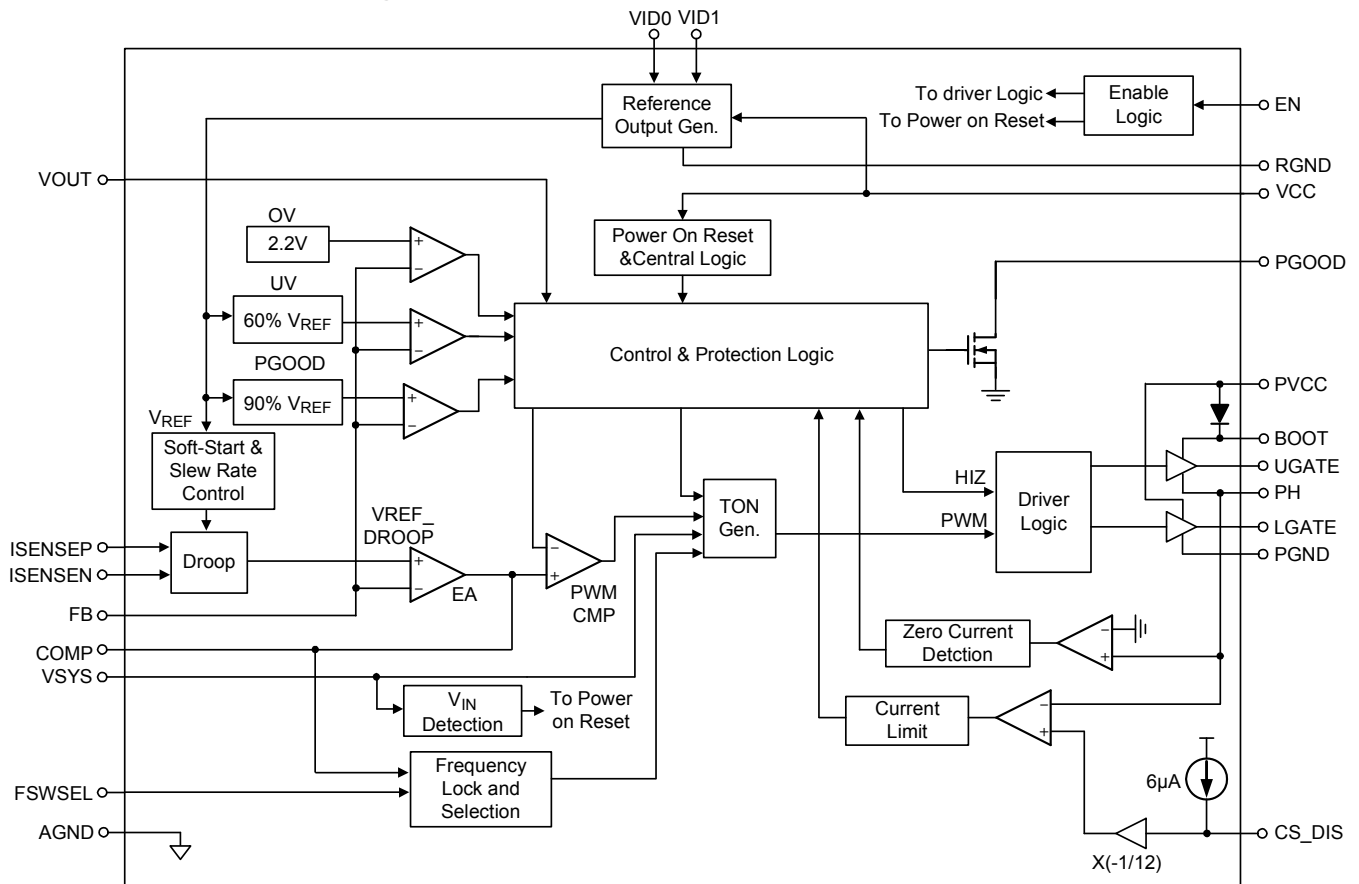 VID0 VID1
Reference
Output Gen.
To driver Logic
To Power on Reset
Enable
Logic
EN
RGND
VCC
VOUT
OV
2.2V
+
−
Power On Reset
&Central Logic
PGOOD
UV
60% VREF
+
−
Control & Protection Logic
PGOOD
90% VREF
+
−
PVCC
VREF
Soft-Start &
Slew Rate
Control
BOOT
UGATE
PH
LGATE
PGND
HIZ
PWM
Driver
Logic
TON
Gen.
VREF_
DROOP
ISENSEP
ISENSEN
Droop
+
−
EA
−
+
PWM
CMP
FB
COMP
VSYS
Zero Current
Detction
−
+
VIN
Detection
To Power
on Reset
Current
Limit
−
+
Frequency
Lock and
Selection
FSWSEL
6µA
AGND
X(-1/12)
CS_DIS